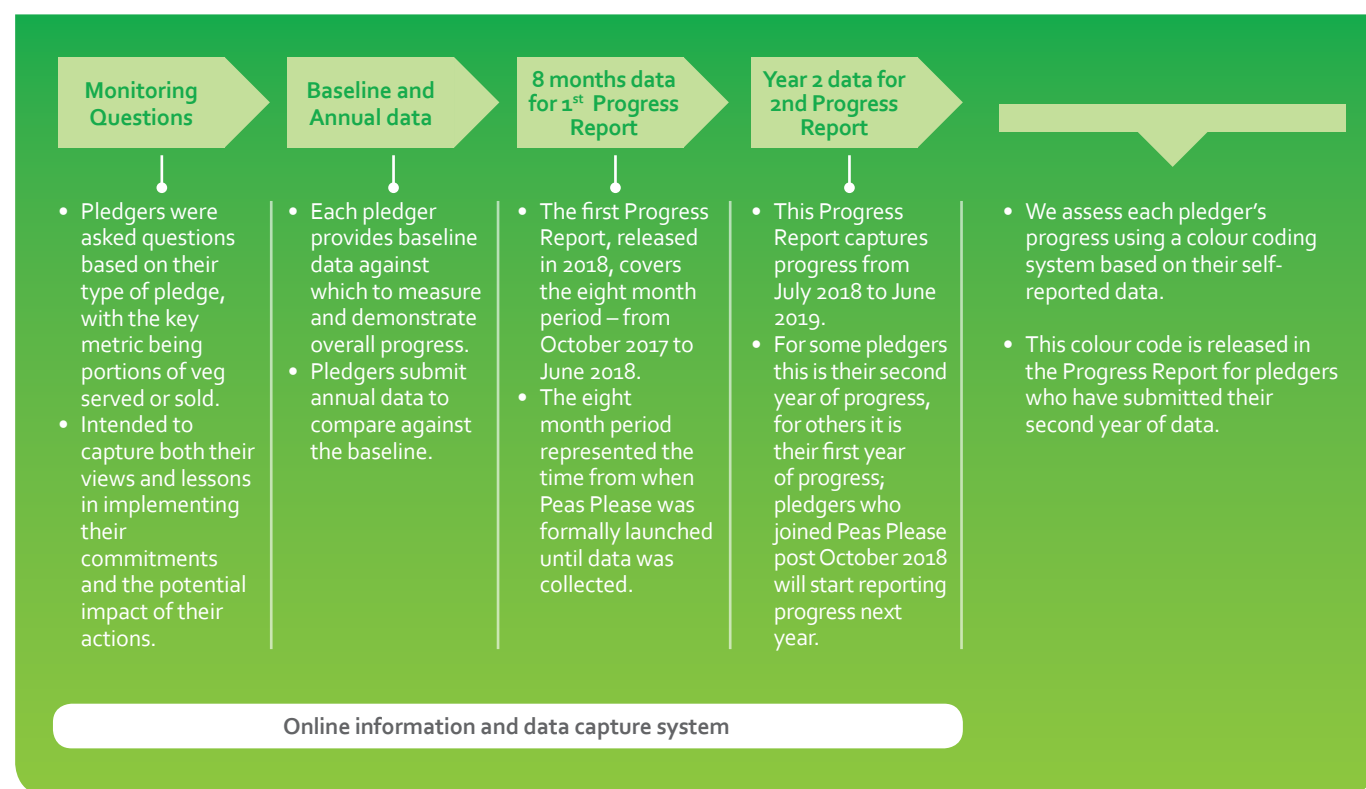 Monitoring
Questions
• Pledgers were
asked questions
based on their
type of pledge,
with the key
metric being
portions of veg
served or sold.
• Intended to
capture both their
views and lessons
in implementing
their
commitments
and the potential
impact of their
actions.
Baseline and
Annual data
• Each pledger
provides baseline
data against
which to measure
and demonstrate
overall progress.
• Pledgers submit
annual data to
compare against
the baseline.
8 months data
for 1st Progress
Report
• The first Progress
Report, released
in 2018, covers
the eight month
period – from
October 2017 to
June 2018.
• The eight
month period
represented the
time from when
Peas Please was
formally launched
until data was
collected.
Year 2 data for
2nd Progress
Report
• This Progress
Report captures
progress from
July 2018 to June
2019.
• For some pledgers
this is their second
year of progress,
for others it is
their first year
of progress;
pledgers who
joined Peas Please
post October 2018
will start reporting
progress next
year.
• We assess each pledger's
progress using a colour coding
system based on their self-
reported data.
• This colour code is released in
the Progress Report for pledgers
who have submitted their
second year of data.
Online information and data capture system